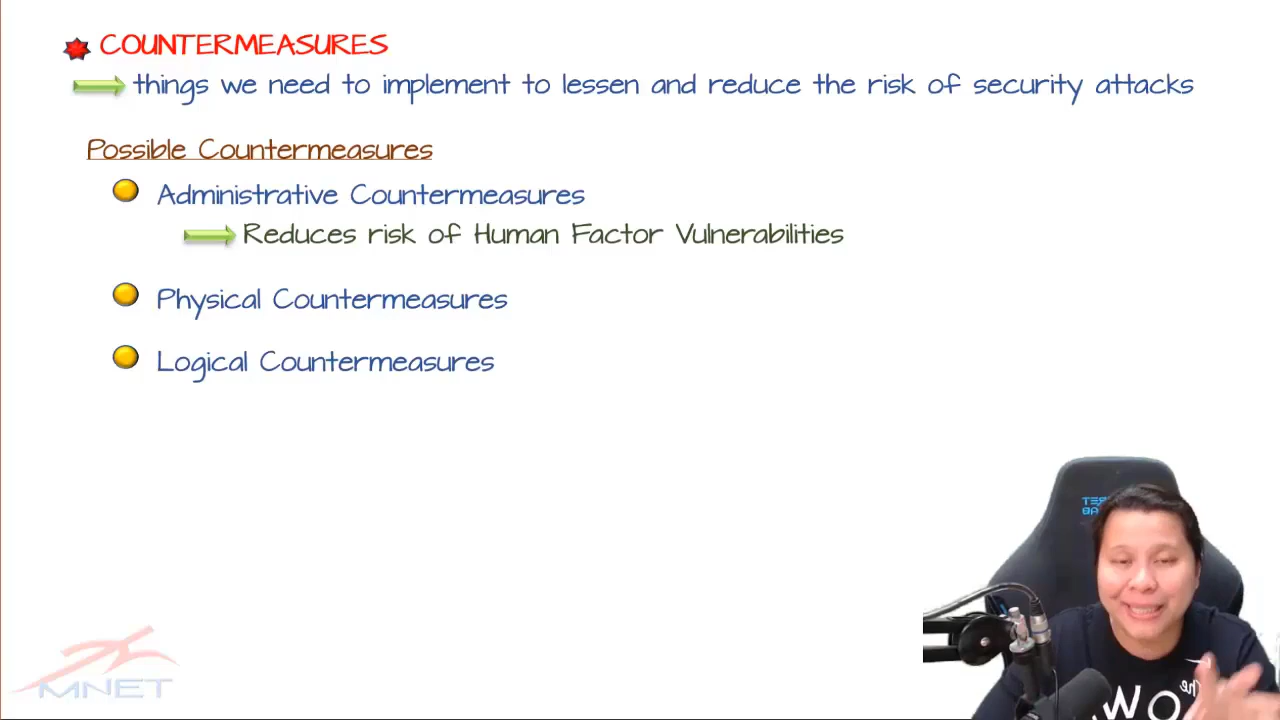 COUNTERMEASURES
things we need to implement to lessen and reduce the risk of security attacks
Possible Countermeasures
Administrative Countermeasures
Reduces risk of Human Factor Vulnerabilities
Physical Countermeasures
Logical Countermeasures
MNET
The